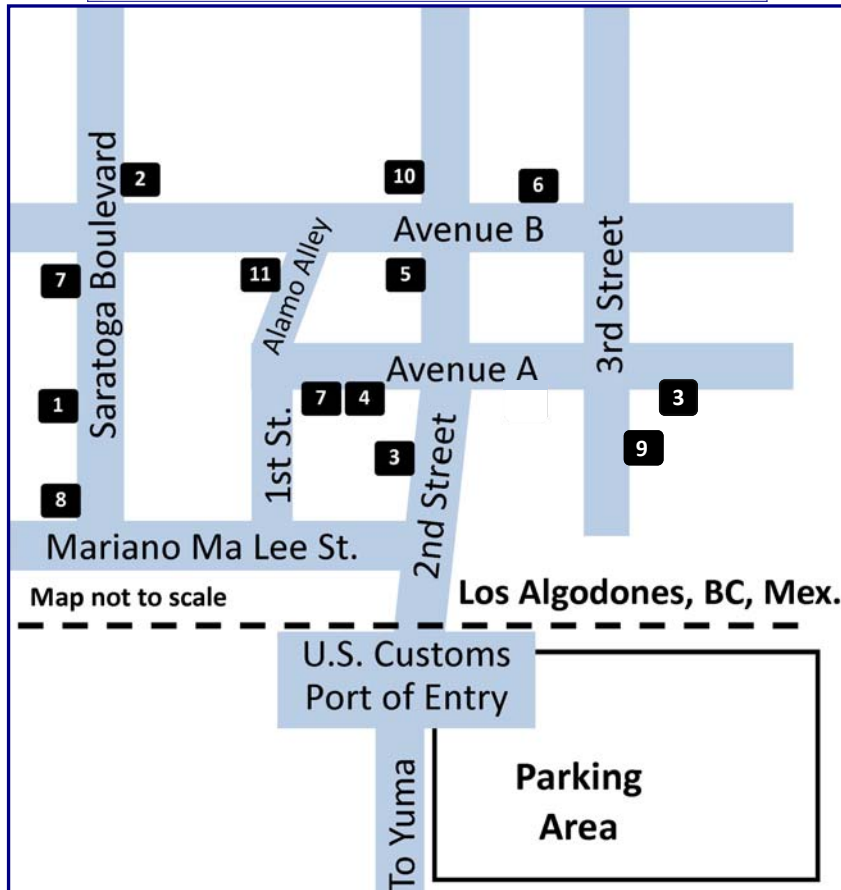 Saratoga Boulevard
2
10
6
Avenue B
3rd Street
7
11
Alamo Alley
5
Avenue A
1
7
4
3
1st St.
2nd Street
3
9
8
Mariano Ma Lee St.
Map not to scale
Los Algodones, BC, Mex.
U.S. Customs
Port of Entry
To Yuma
Parking
Area